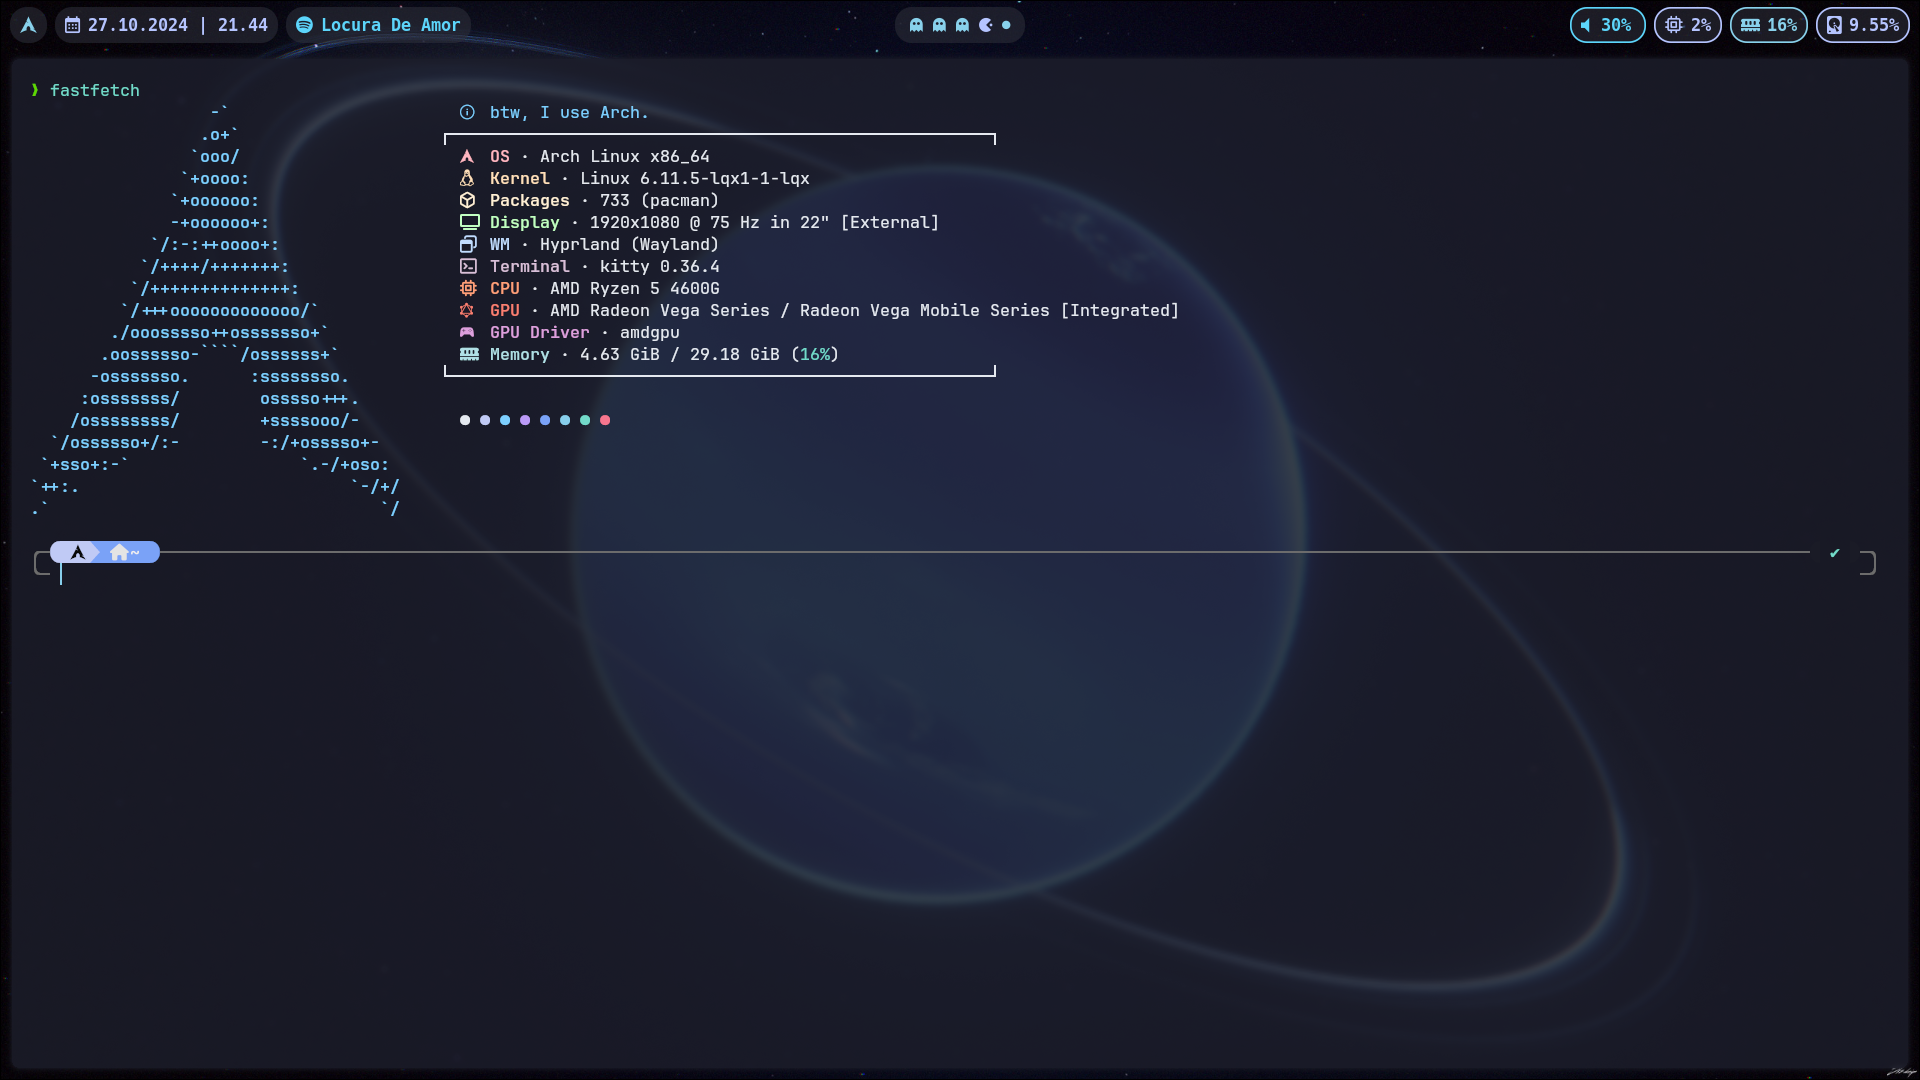 27.10.2024 | 21.44
Locura De Amor
30%
2%
16%
9.55%
❱ fastfetch
-`
.o+`
`ooo/
`+oooo:
`+oooooo:
-+oooooo+:
`/:-:++oooo+:
`/++++/+++++++:
`/++++++++++++++:
`/+++ooooooooooooo/`
./ooosssso++osssssso+`
.oossssso-````/ossssss+`
-osssssso.      :ssssssso.
:osssssss/        osssso+++.
/ossssssss/        +ssssooo/-
`/ossssso+/:-        -:/+osssso+-
`+sso+:-`                 `.-/+oso:
`++:.                           `-/+/
.`                                 `/
btw, I use Arch.
OS · Arch Linux x86_64
Kernel · Linux 6.11.5-lqx1-1-lqx
Packages · 733 (pacman)
Display · 1920x1080 @ 75 Hz in 22" [External]
WM · Hyprland (Wayland)
Terminal · kitty 0.36.4
CPU · AMD Ryzen 5 4600G
GPU · AMD Radeon Vega Series / Radeon Vega Mobile Series [Integrated]
GPU Driver · amdgpu
Memory · 4.63 GiB / 29.18 GiB (16%)
~ ✔